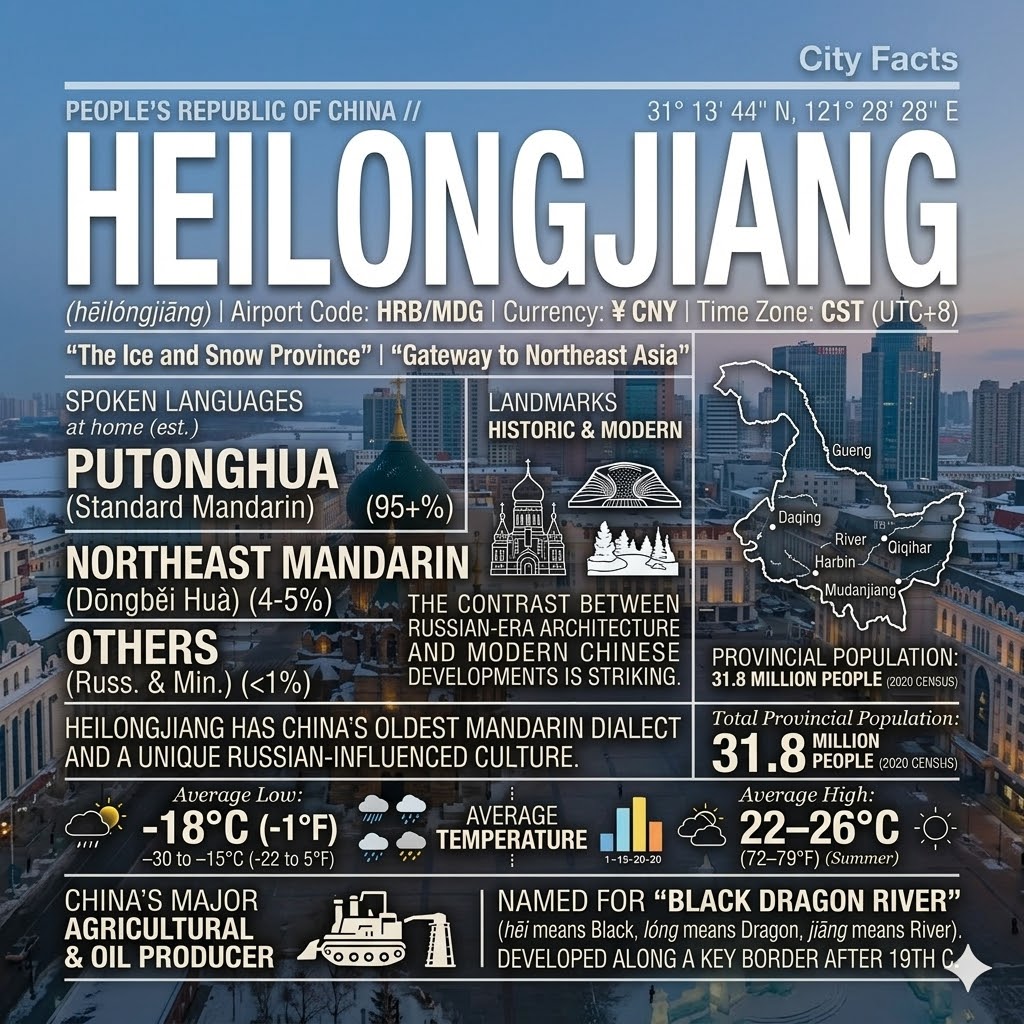 City Facts
PEOPLE'S REPUBLIC OF CHINA //
31° 13' 44" N, 121° 28' 28" E
HEILONGJIANG
(hēilóngjiāng) | Airport Code: HRB/MDG | Currency: ¥ CNY | Time Zone: CST (UTC+8)
"The Ice and Snow Province" | "Gateway to Northeast Asia"
SPOKEN LANGUAGES
at home (est.)
PUTONGHUA
(Standard Mandarin) (95+%)
NORTHEAST MANDARIN
(Dōngběi Huà) (4-5%)
OTHERS
(Russ. & Min.) (<1%)
LANDMARKS
HISTORIC & MODERN
THE CONTRAST BETWEEN
RUSSIAN-ERA ARCHITECTURE
AND MODERN CHINESE
DEVELOPMENTS IS STRIKING.
Gueng
Daqing
River
Qiqihar
Harbin
Mudanjiang
PROVINCIAL POPULATION:
31.8 MILLION PEOPLE (2020 CENSUS)
HEILONGJIANG HAS CHINA'S OLDEST MANDARIN DIALECT
AND A UNIQUE RUSSIAN-INFLUENCED CULTURE.
Total Provincial Population:
31.8 MILLION
PEOPLE (2020 CENSUS)
Average Low:
-18°C (-1°F)
–30 to –15°C (-22 to 5°F)
AVERAGE
TEMPERATURE
1-1S-20-20
Average High:
22–26°C
(72–79°F) (Summer)
CHINA'S MAJOR
AGRICULTURAL
& OIL PRODUCER
NAMED FOR "BLACK DRAGON RIVER"
(hēi means Black, lóng means Dragon, jiāng means River).
DEVELOPED ALONG A KEY BORDER AFTER 19TH C.